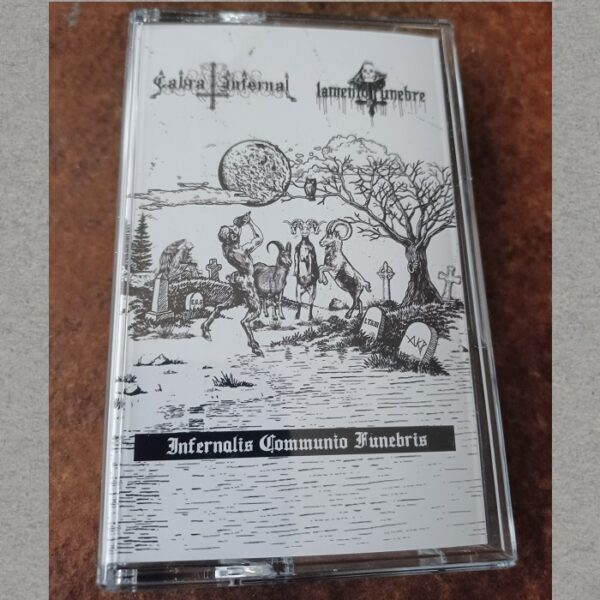 Cabra Infernal
Lamento Funebre
Infernalis Communio Funebris